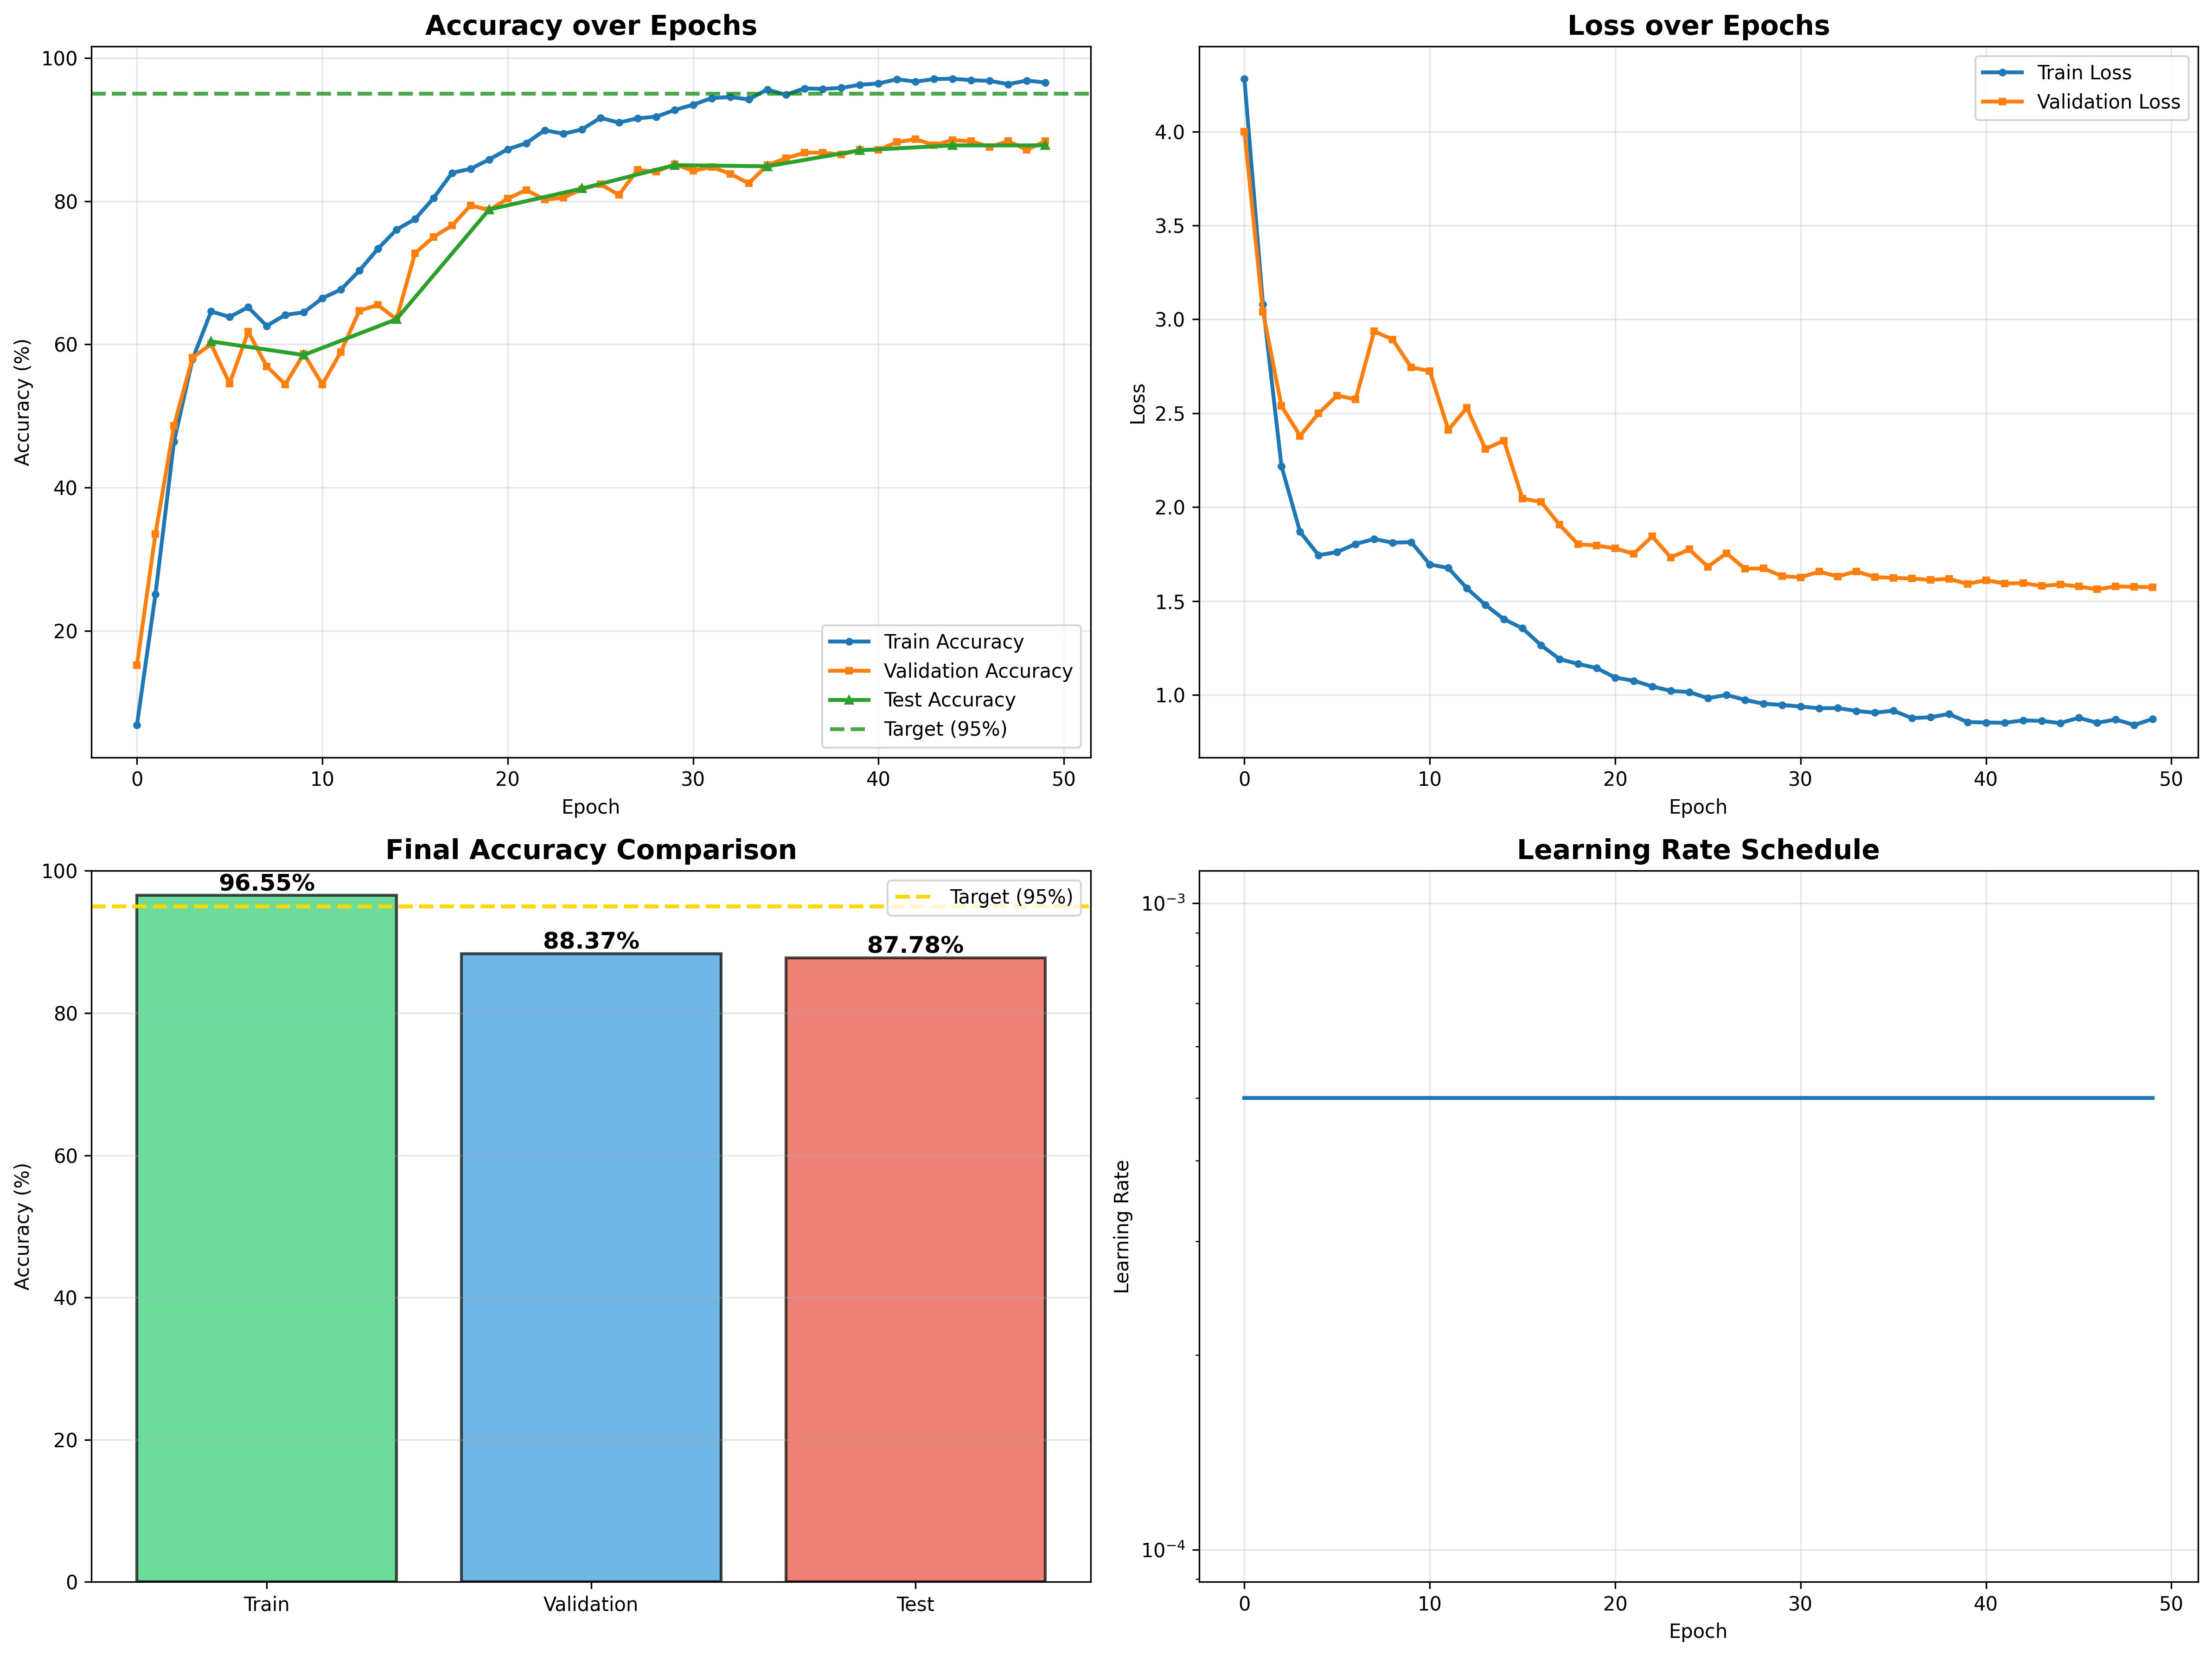 Accuracy over Epochs
Accuracy (%)
100
80
60
40
20
Train Accuracy
Validation Accuracy
Test Accuracy
Target (95%)
0 10 20 30 40 50
Epoch
Loss over Epochs
Loss
4.0
3.5
3.0
2.5
2.0
1.5
1.0
Train Loss
Validation Loss
0 10 20 30 40 50
Epoch
Final Accuracy Comparison
Accuracy (%)
100
80
60
40
20
0
Target (95%)
96.55%
88.37%
87.78%
Train Validation Test
Learning Rate Schedule
Learning Rate
10⁻³
10⁻⁴
0 10 20 30 40 50
Epoch